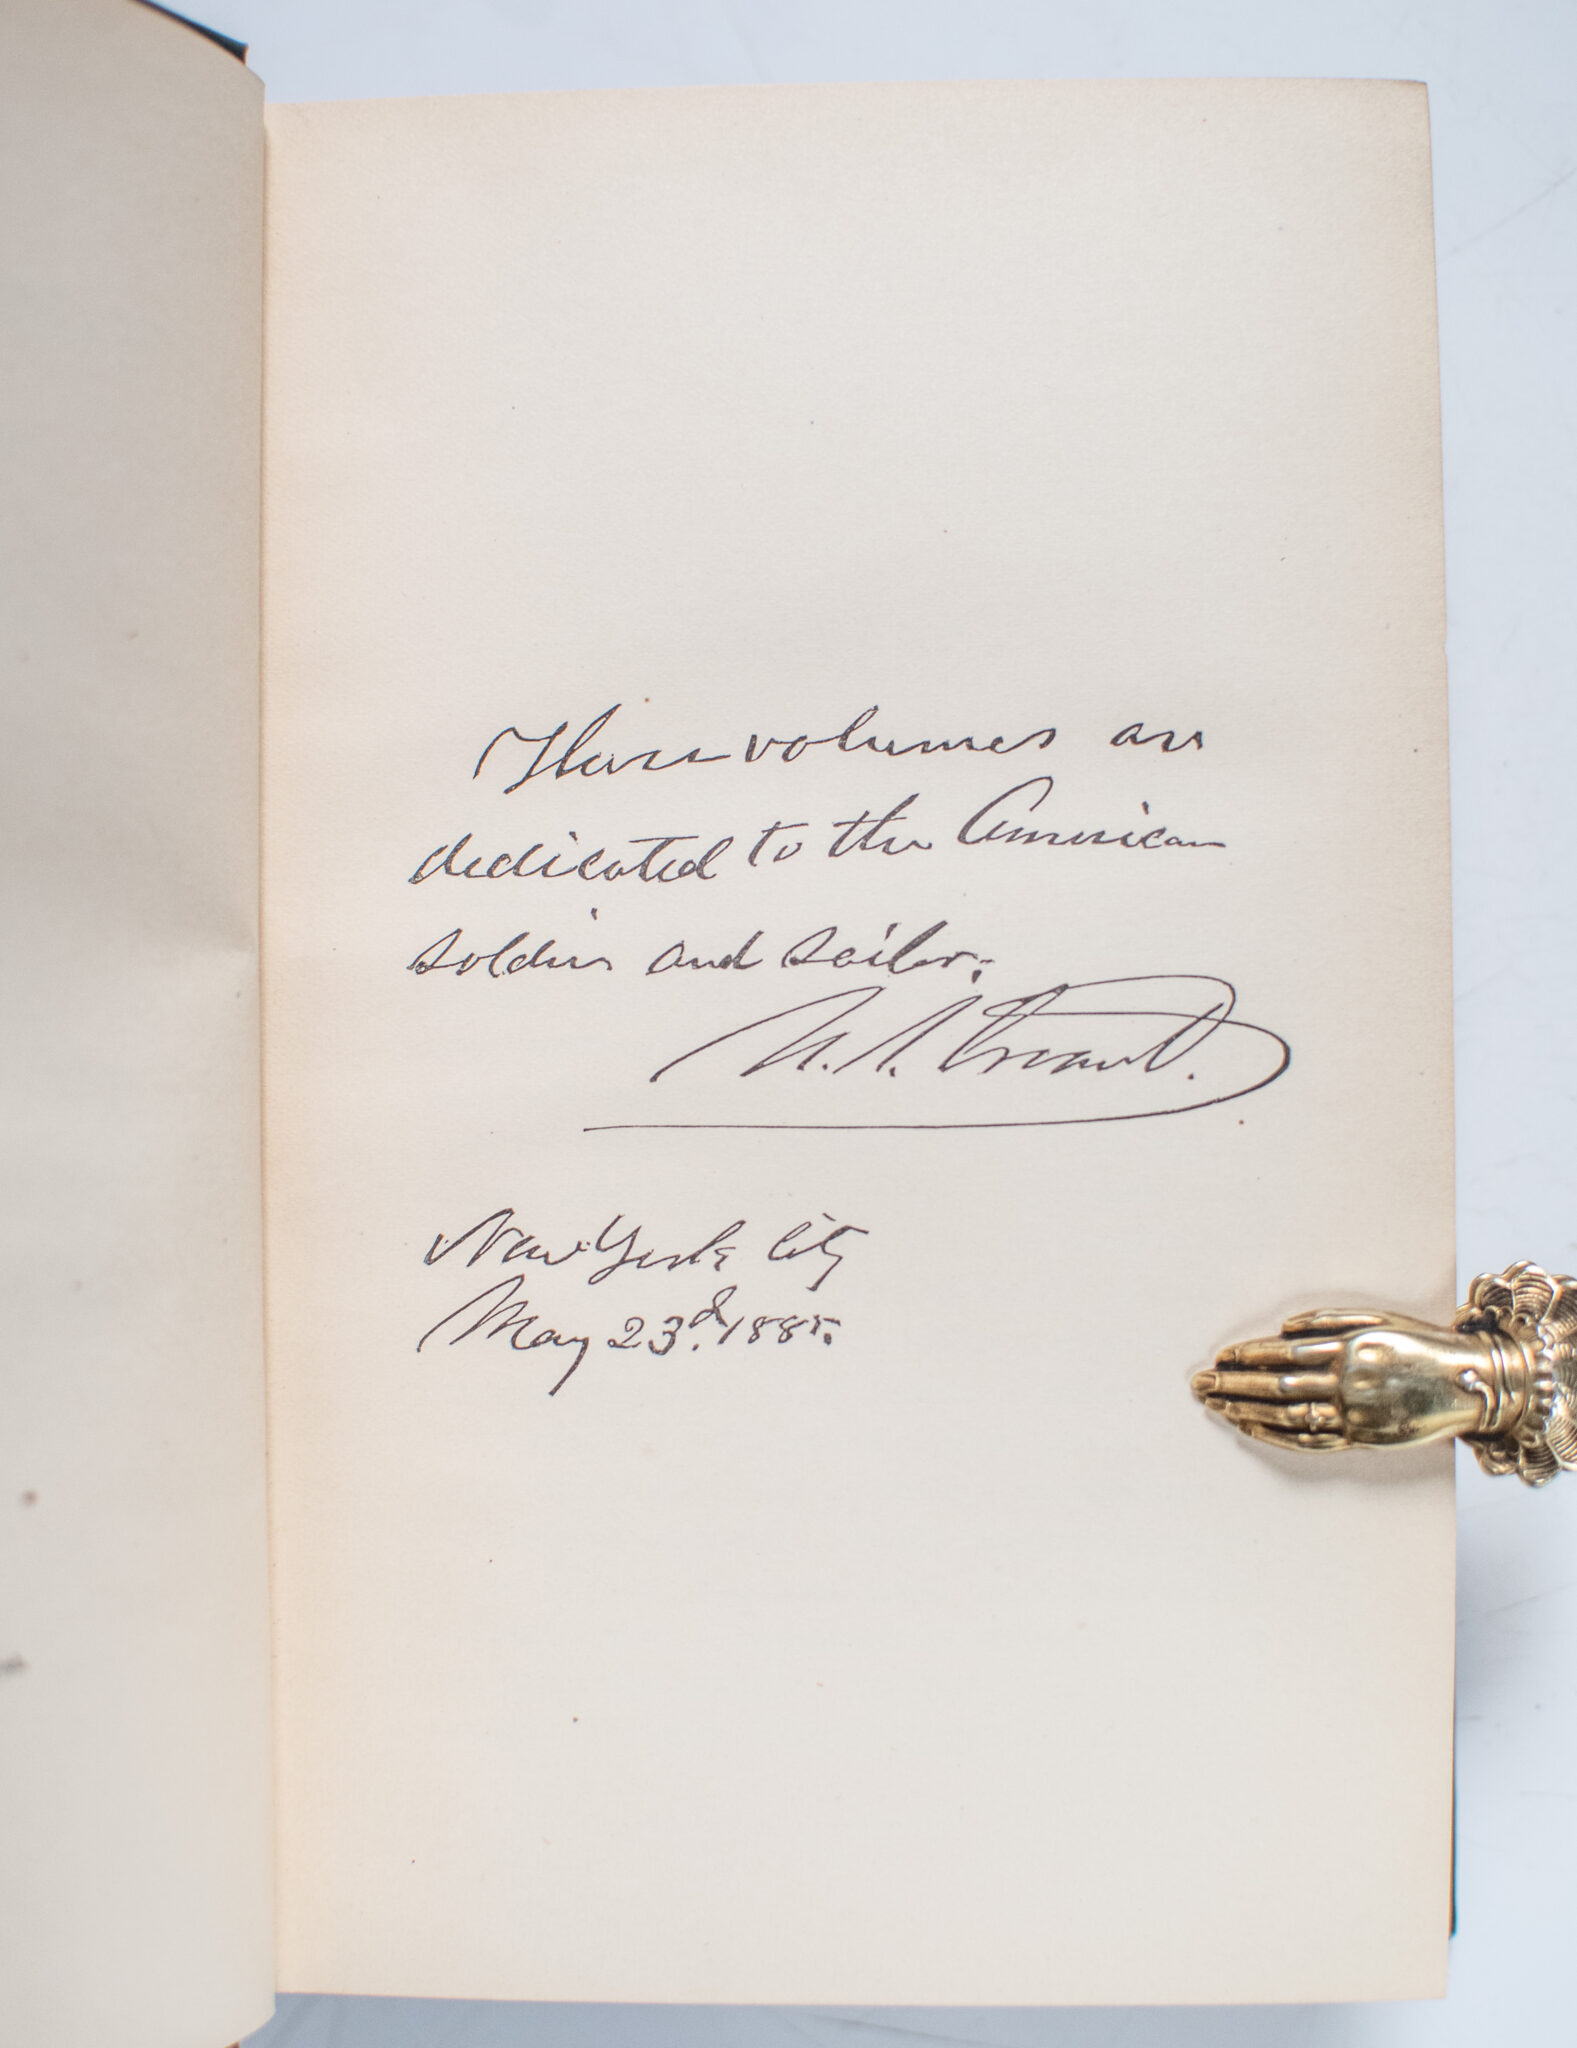 These volumes are
dedicated to the American
soldier and sailor.
U. S. Grant.
New York City
May 23d. 1885.